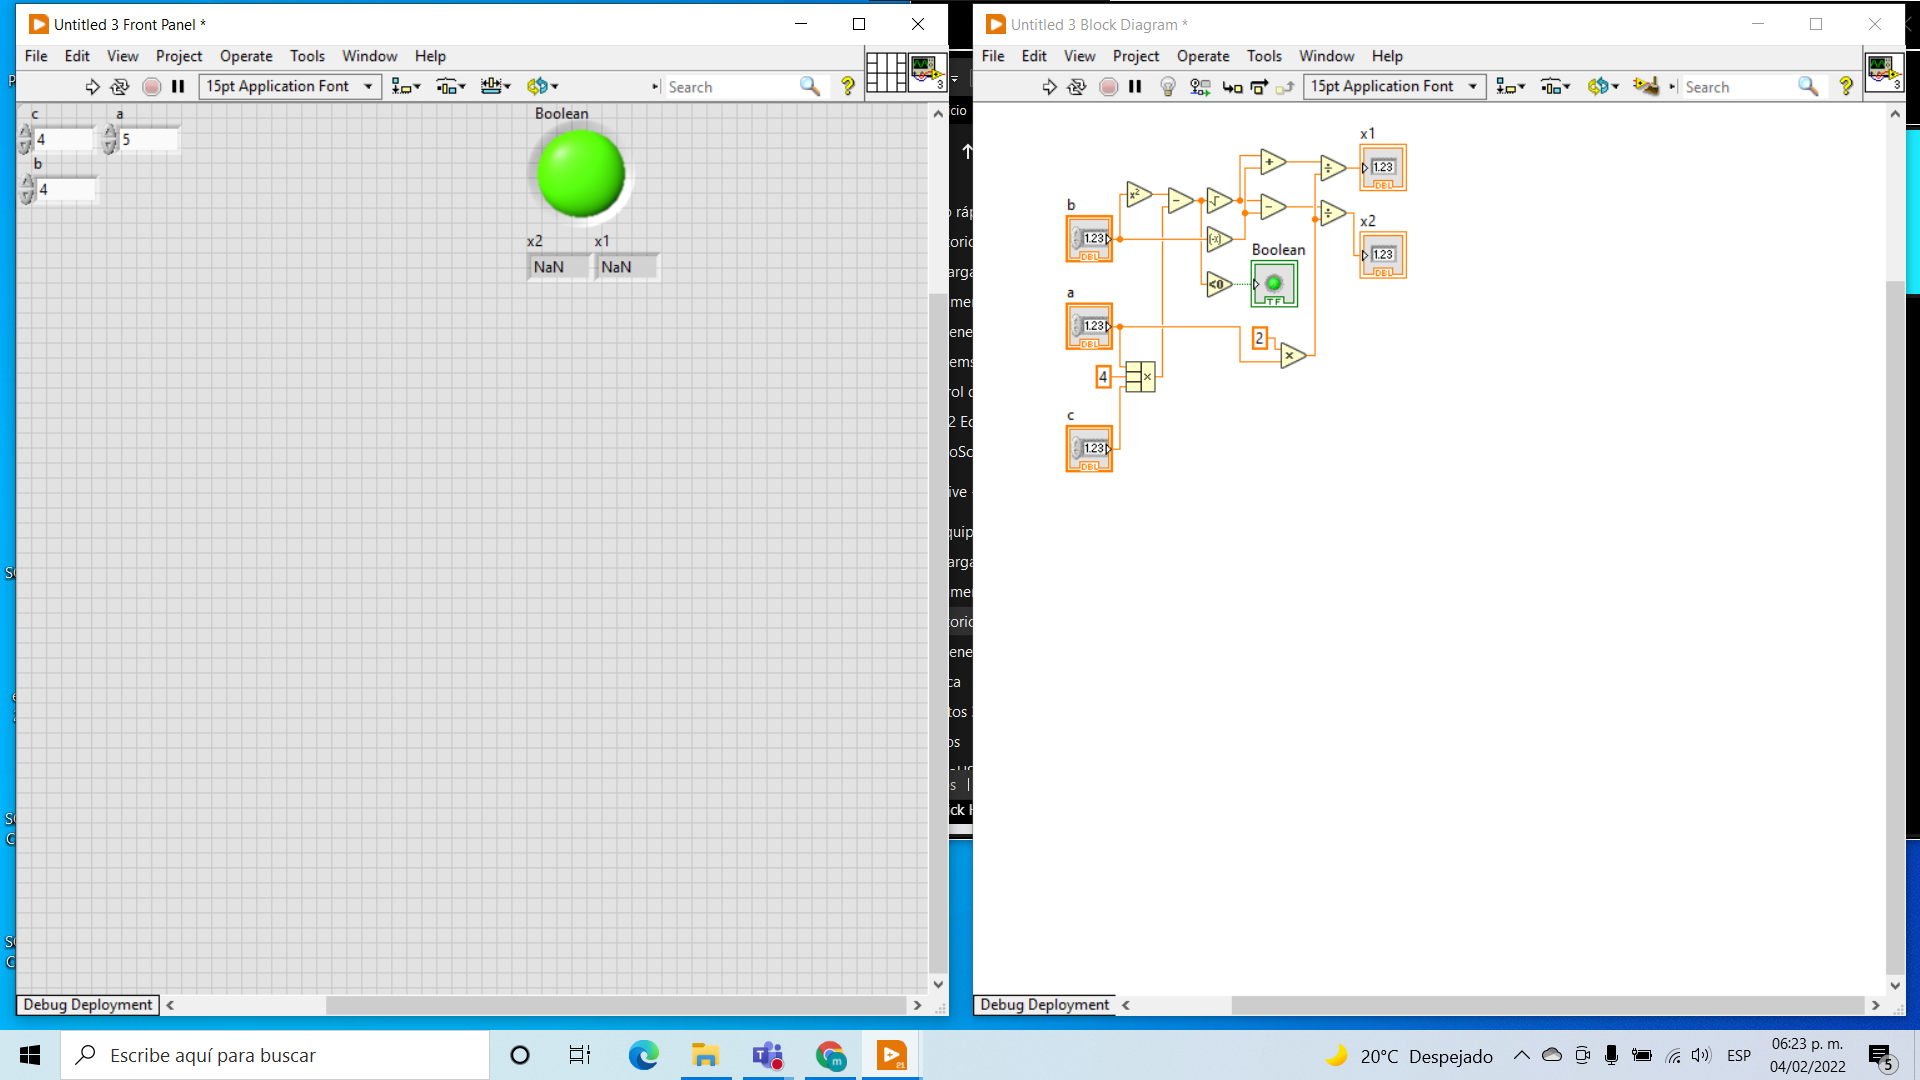 Untitled 3 Front Panel *
File Edit View Project Operate Tools Window Help
15pt Application Font
Search
3
c a
4 5
b
4
Boolean
x2 x1
NaN NaN
Debug Deployment
Untitled 3 Block Diagram *
File Edit View Project Operate Tools Window Help
15pt Application Font
Search
3
x1
1.23
DBL
x²
b
1.23
DBL
x2
1.23
DBL
(-x)
Boolean
<0
TF
a
1.23
DBL
2
×
4
×
c
1.23
DBL
Debug Deployment
Escribe aquí para buscar
20°C Despejado
ESP
06:23 p. m.
04/02/2022
5